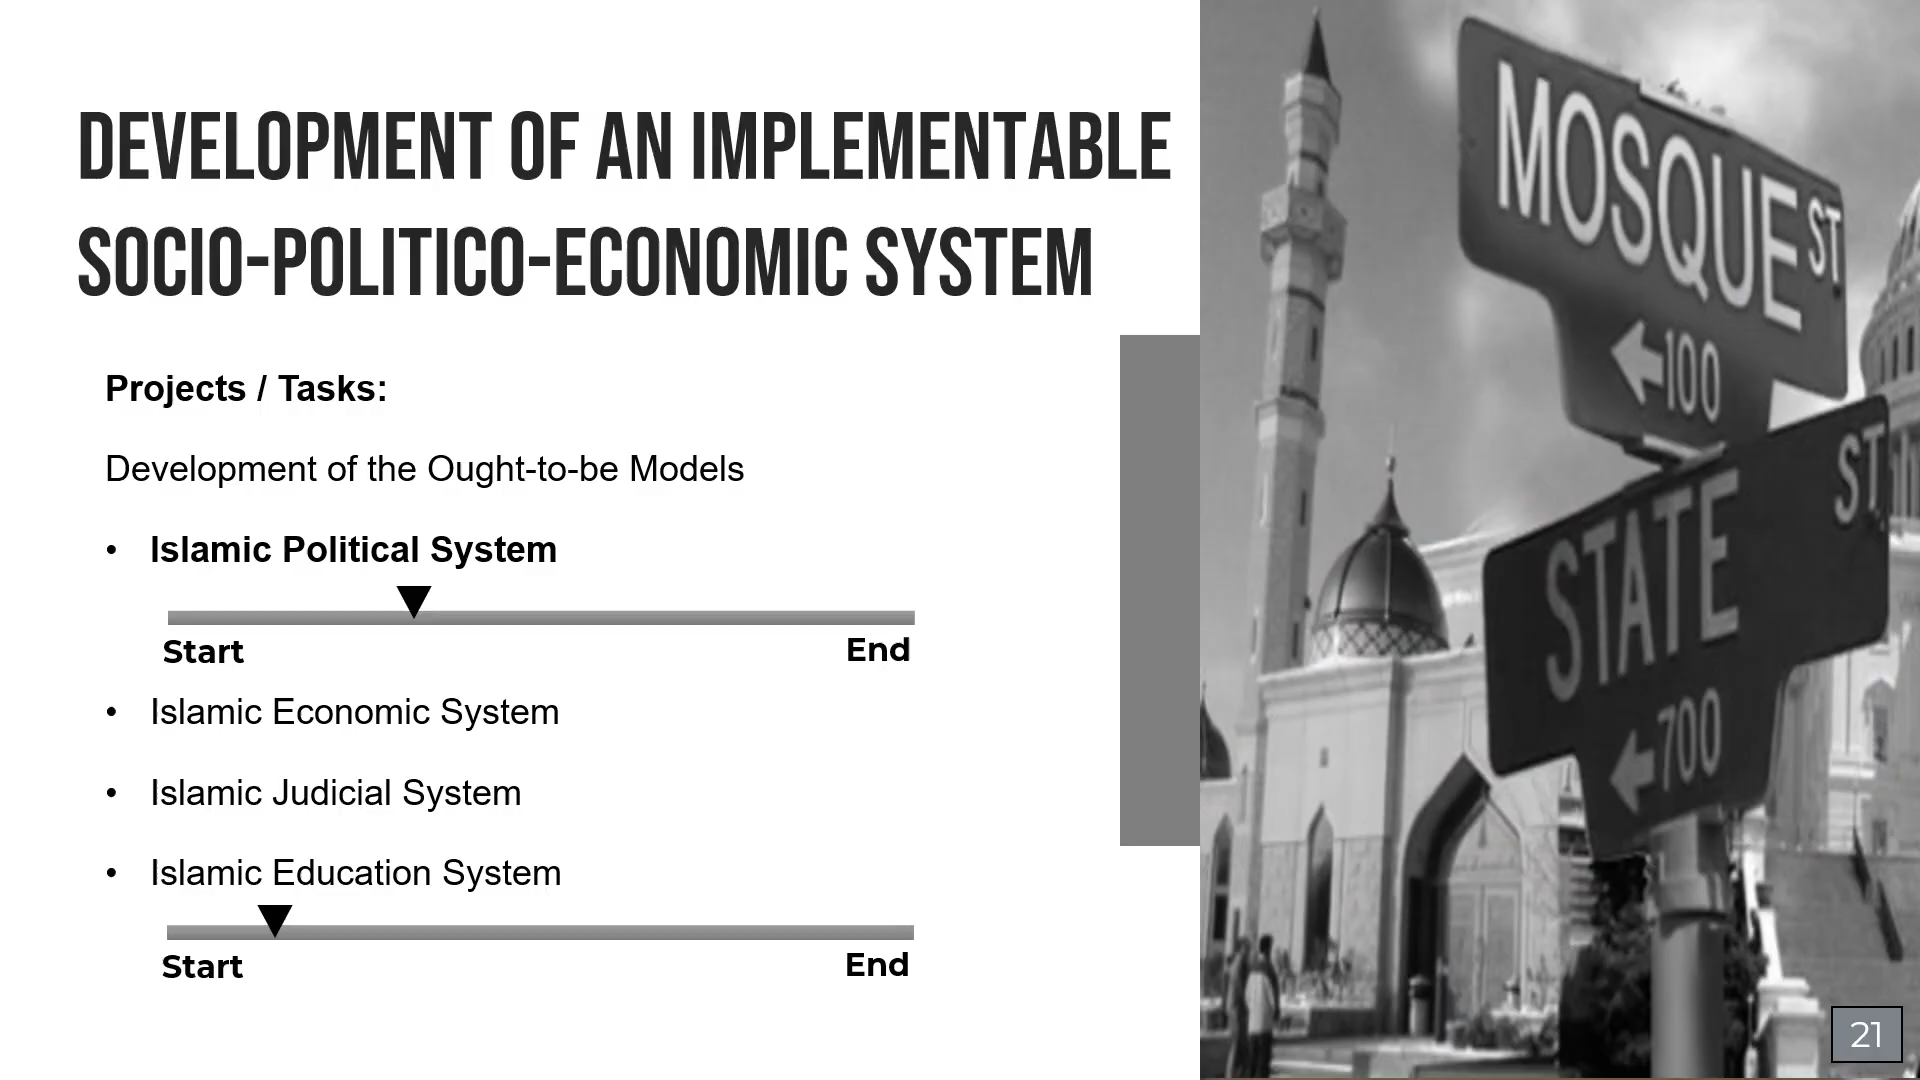 DEVELOPMENT OF AN IMPLEMENTABLE
SOCIO-POLITICO-ECONOMIC SYSTEM
Projects / Tasks:
Development of the Ought-to-be Models
• Islamic Political System
Start End
• Islamic Economic System
• Islamic Judicial System
• Islamic Education System
Start End
MOSQUE ST
100
STATE ST
700
21